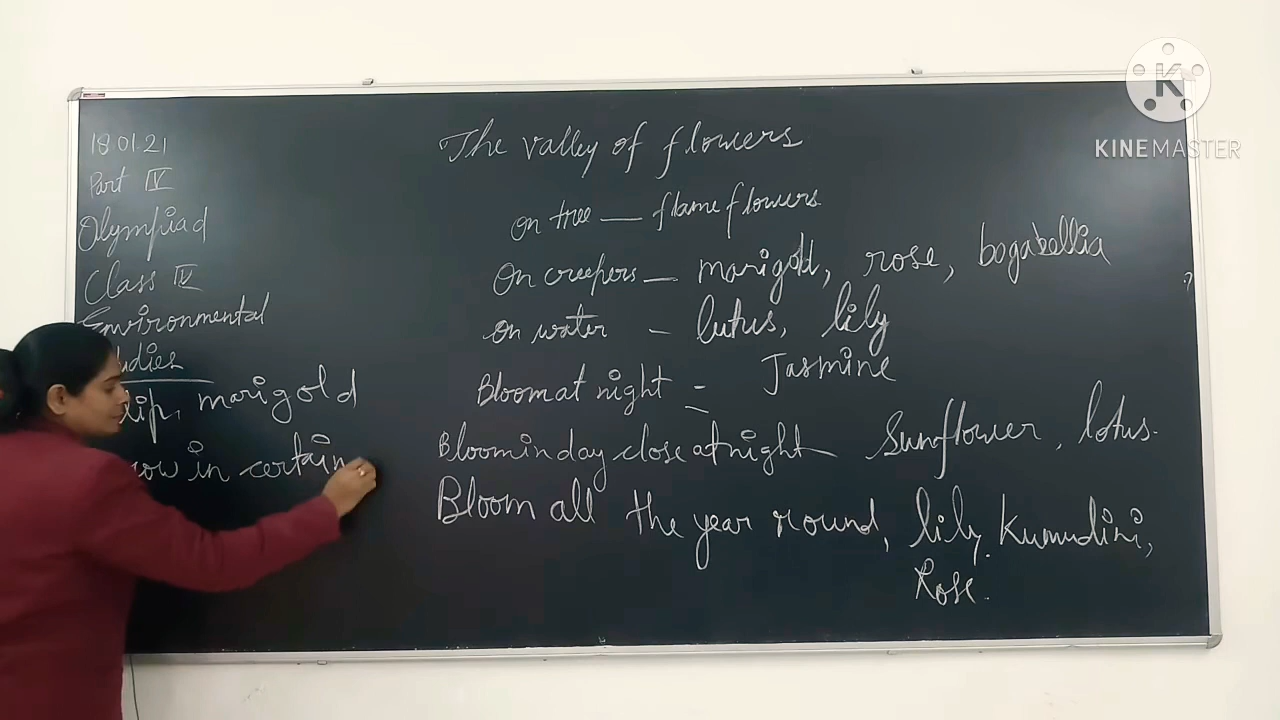 18.01.21
Part IV
Olympiad
Class IV
Environmental
marigold
in certain
The valley of flowers
on tree — flame flowers
On creepers — marigold, rose, bogabellia
on water — lutus, lily
Bloom at night = Jasmine
Bloom in day close at night — Sunflower, lotus.
Bloom all the year round, lily, Kumudini,
Rose.
KINEMASTER